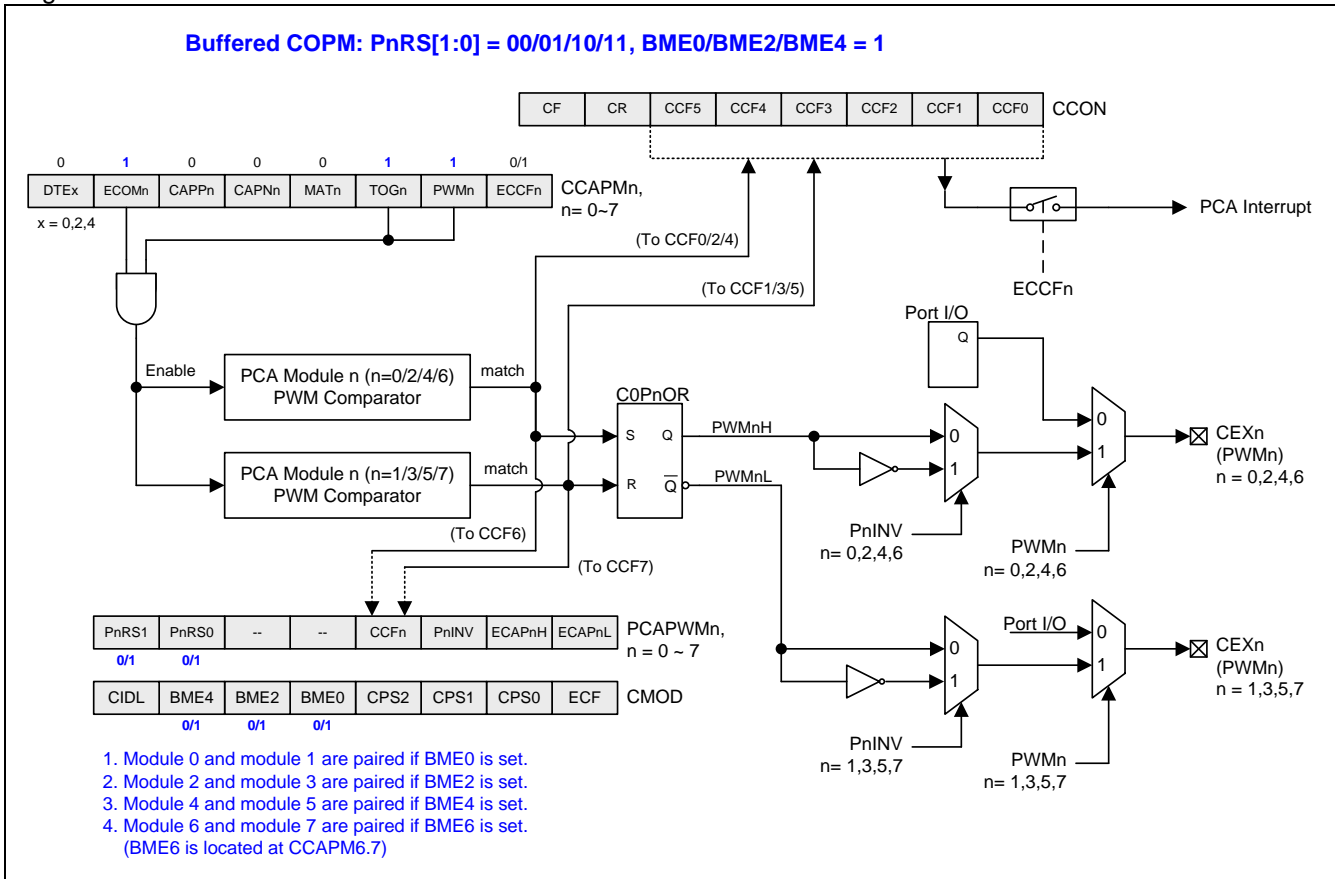 Buffered COPM: PnRS[1:0] = 00/01/10/11, BME0/BME2/BME4 = 1
CF CR CCF5 CCF4 CCF3 CCF2 CCF1 CCF0 CCON
0 1 0 0 0 1 1 0/1
DTEx ECOMn CAPPn CAPNn MATn TOGn PWMn ECCFn CCAPMn,
n= 0~7
x = 0,2,4
PCA Interrupt
(To CCF0/2/4)
(To CCF1/3/5)
ECCFn
Port I/O
Q
Enable
PCA Module n (n=0/2/4/6)
PWM Comparator
match
C0PnOR
S Q
R Q
PWMnH
PWMnL
0
1
0
1
CEXn
(PWMn)
n = 0,2,4,6
PCA Module n (n=1/3/5/7)
PWM Comparator
match
PnINV
n= 0,2,4,6
PWMn
n= 0,2,4,6
(To CCF6)
(To CCF7)
PnRS1 PnRS0 -- -- CCFn PnINV ECAPnH ECAPnL PCAPWMn,
n = 0 ~ 7
0/1 0/1
CIDL BME4 BME2 BME0 CPS2 CPS1 CPS0 ECF CMOD
0/1 0/1 0/1
Port I/O
0
1
0
1
CEXn
(PWMn)
n = 1,3,5,7
PnINV
n= 1,3,5,7
PWMn
n= 1,3,5,7
1. Module 0 and module 1 are paired if BME0 is set.
2. Module 2 and module 3 are paired if BME2 is set.
3. Module 4 and module 5 are paired if BME4 is set.
4. Module 6 and module 7 are paired if BME6 is set.
(BME6 is located at CCAPM6.7)